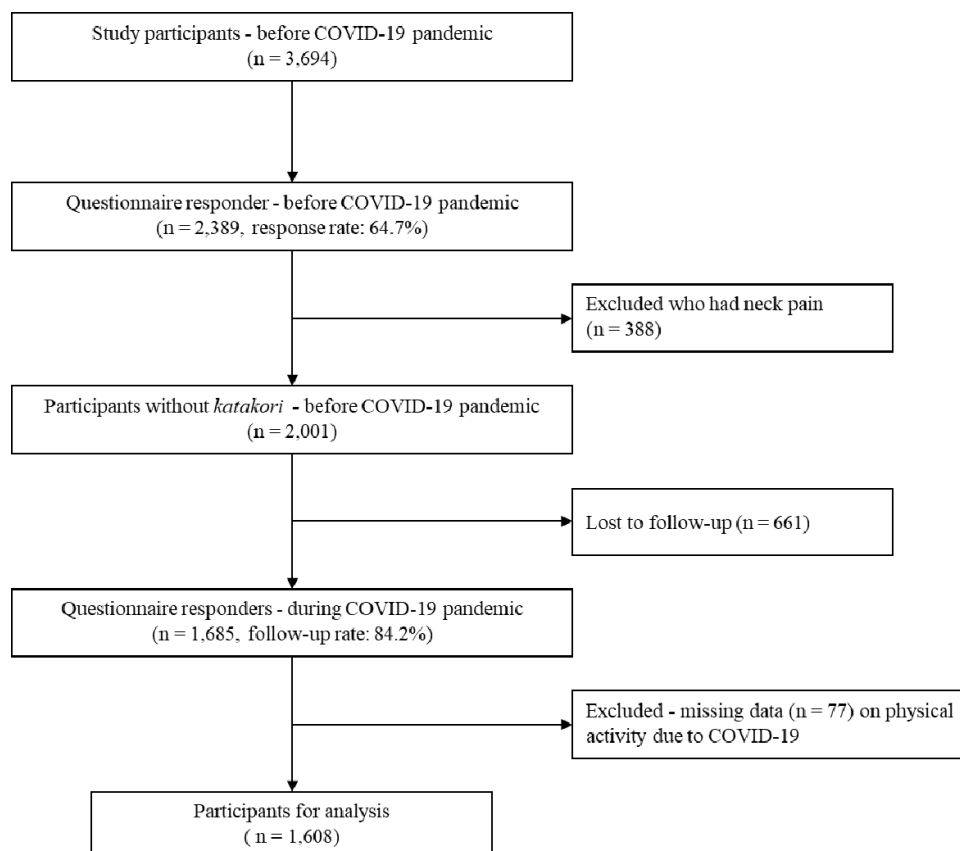 Study participants - before COVID-19 pandemic
(n = 3,694)
Questionnaire responder - before COVID-19 pandemic
(n = 2,389, response rate: 64.7%)
Excluded who had neck pain
(n = 388)
Participants without katakori - before COVID-19 pandemic
(n = 2,001)
Lost to follow-up (n = 661)
Questionnaire responders - during COVID-19 pandemic
(n = 1,685, follow-up rate: 84.2%)
Excluded - missing data (n = 77) on physical
activity due to COVID-19
Participants for analysis
( n = 1,608)